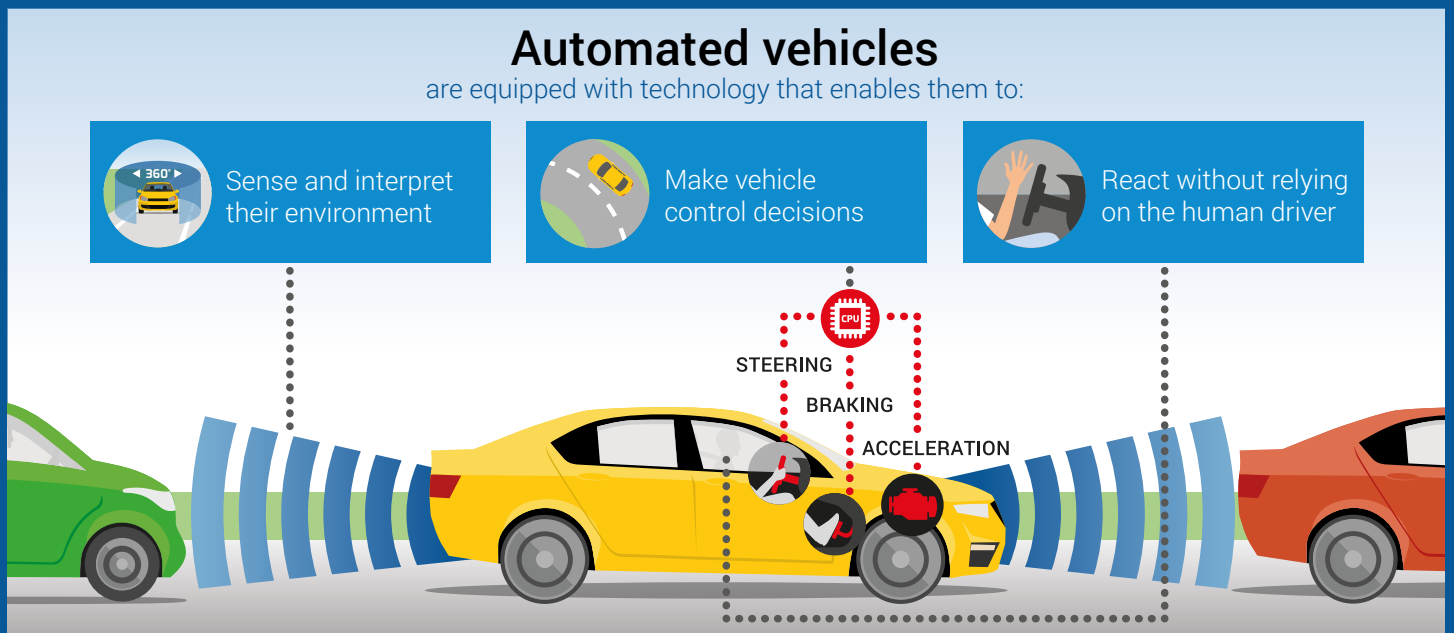 Automated vehicles
are equipped with technology that enables them to:
360°
Sense and interpret
their environment
Make vehicle
control decisions
React without relying
on the human driver
CPU
STEERING
BRAKING
ACCELERATION